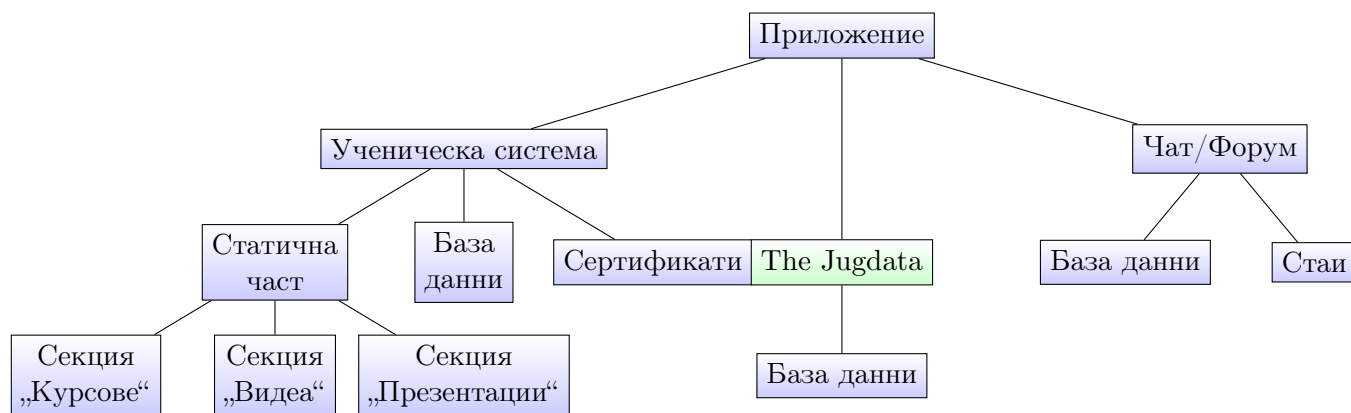 Приложение
Ученическа система
Чат/Форум
Статична
част
База
данни
Сертификати
The Jugdata
База данни
Стаи
Секция
„Курсове“
Секция
„Видеа“
Секция
„Презентации“
База данни